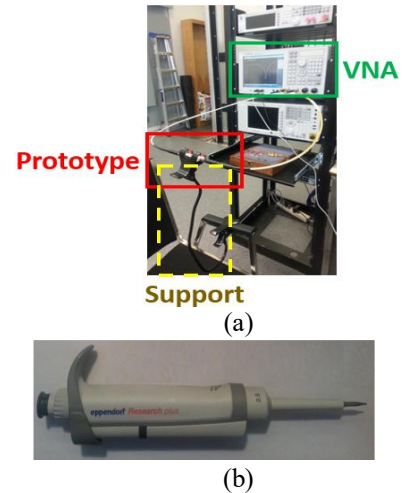 VNA
Prototype
Support
(a)
eppendorf Research plus
(b)